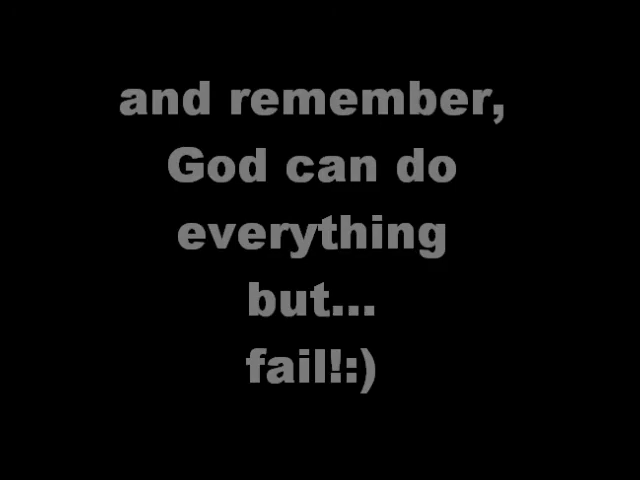 and remember,
God can do
everything
but...
fail!:)